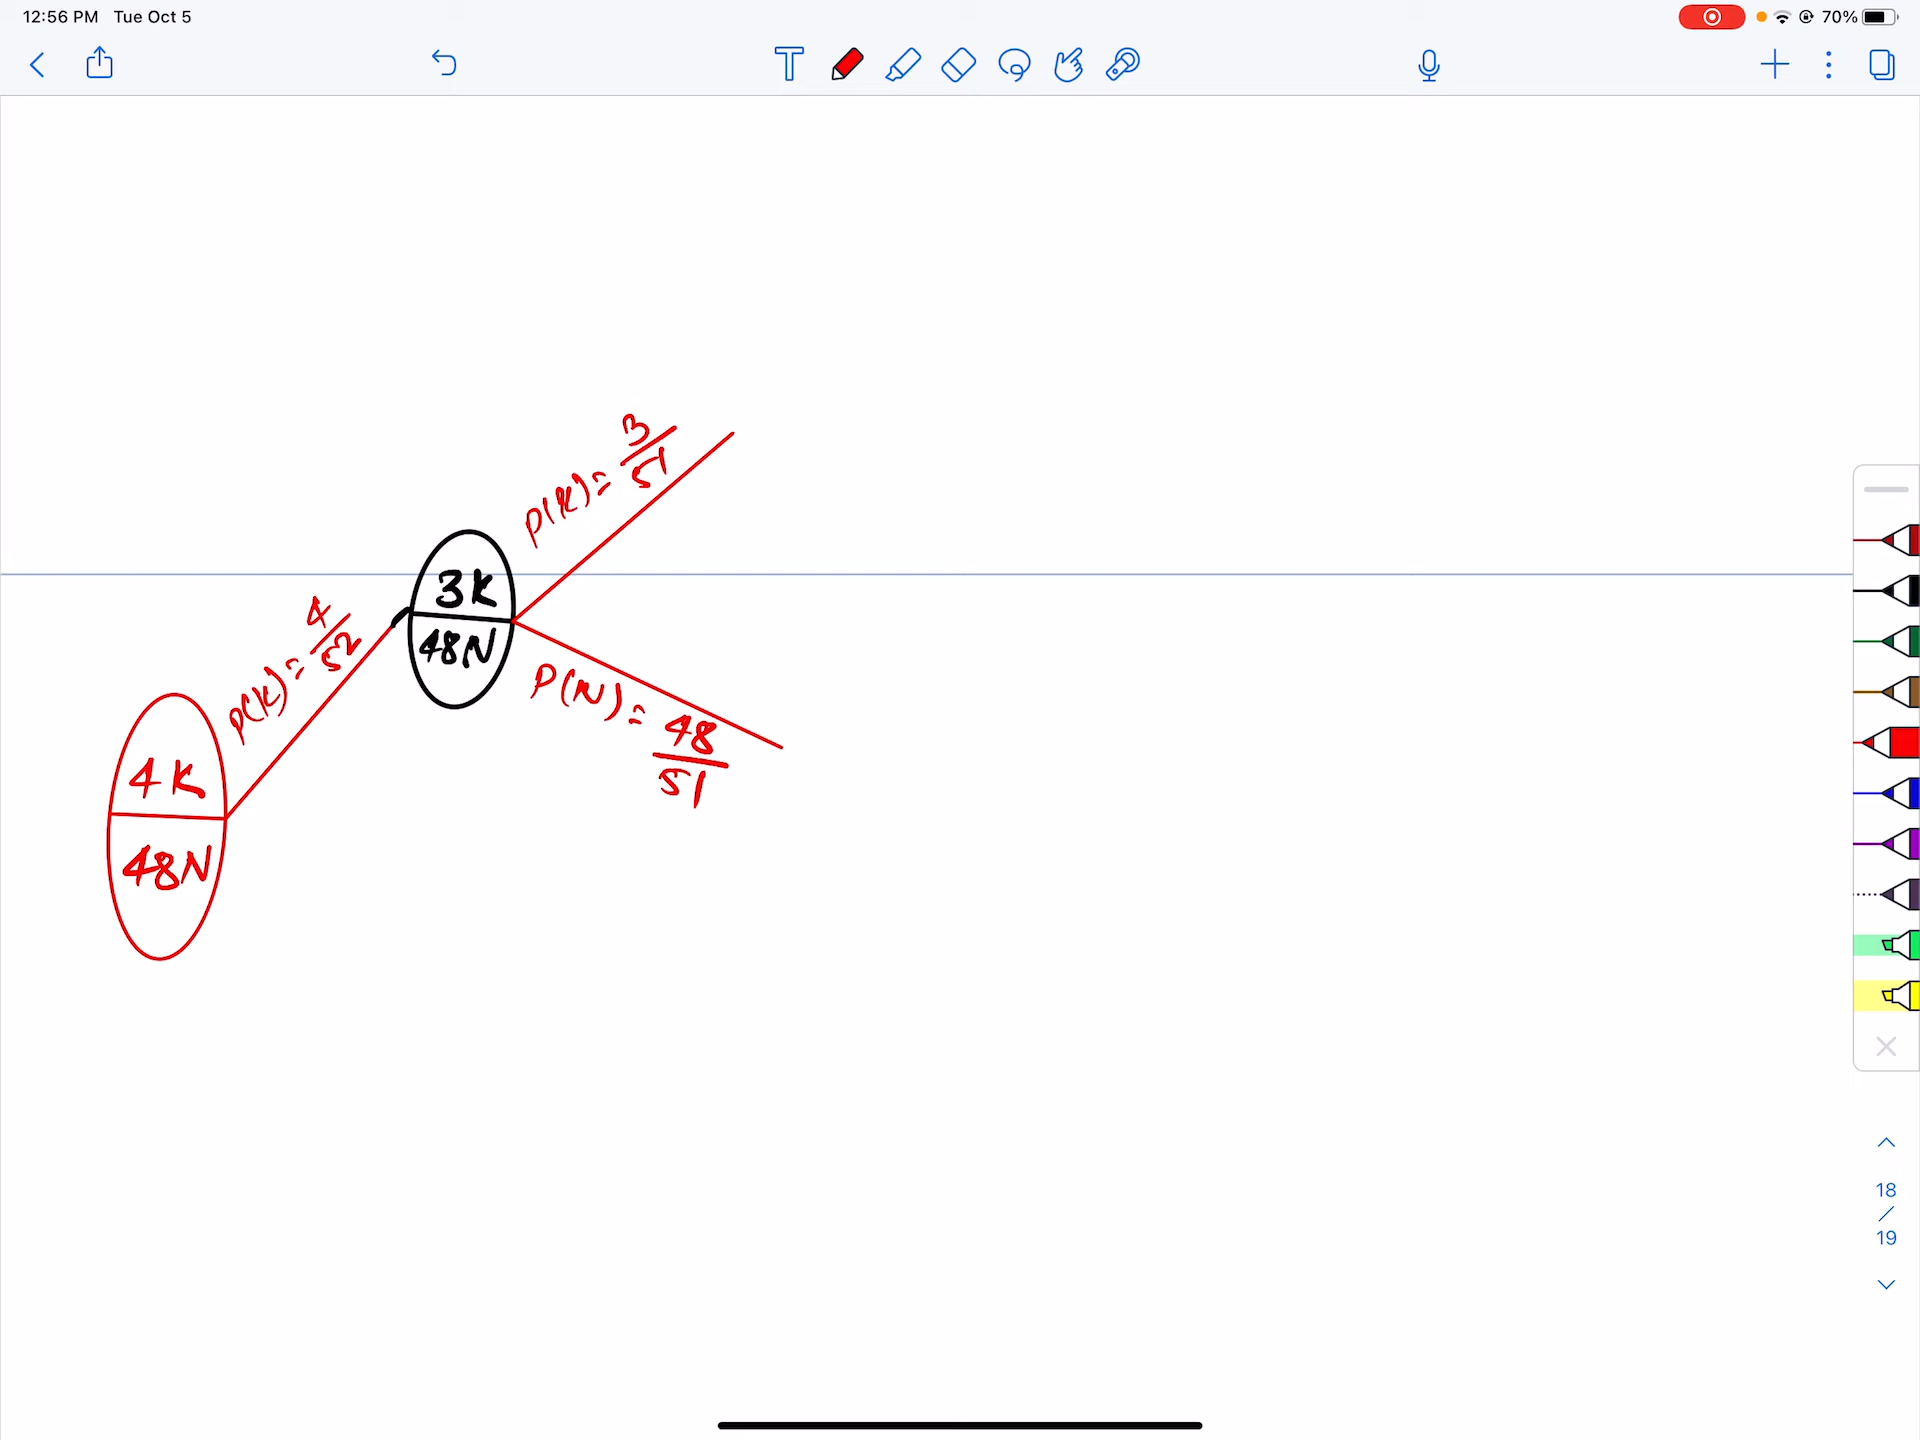 12:56 PM Tue Oct 5
70%
T
P(K) = 3/51
3K
48N
P(K) = 4/52
P(N) = 48/51
4K
48N
18
/
19